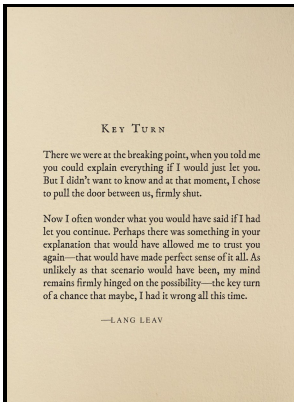 KEY TURN
There we were at the breaking point, when you told me
you could explain everything if I would just let you.
But I didn't want to know and at that moment, I chose
to pull the door between us, firmly shut.
Now I often wonder what you would have said if I had
let you continue. Perhaps there was something in your
explanation that would have allowed me to trust you
again—that would have made perfect sense of it all. As
unlikely as that scenario would have been, my mind
remains firmly hinged on the possibility—the key turn
of a chance that maybe, I had it wrong all this time.
—LANG LEAV